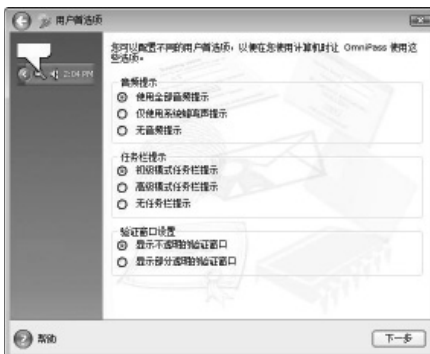 用户首选项
您可以配置不同的用户首选项，以便在您使用计算机时让 OmniPass 使用这
些选项。
2:04 PM
音频提示
使用全部音频提示
仅使用系统蜂鸣声提示
无音频提示
任务栏提示
初级模式任务栏提示
高级模式任务栏提示
无任务栏提示
验证窗口设置
显示不透明的验证窗口
显示部分透明的验证窗口
帮助
下一步